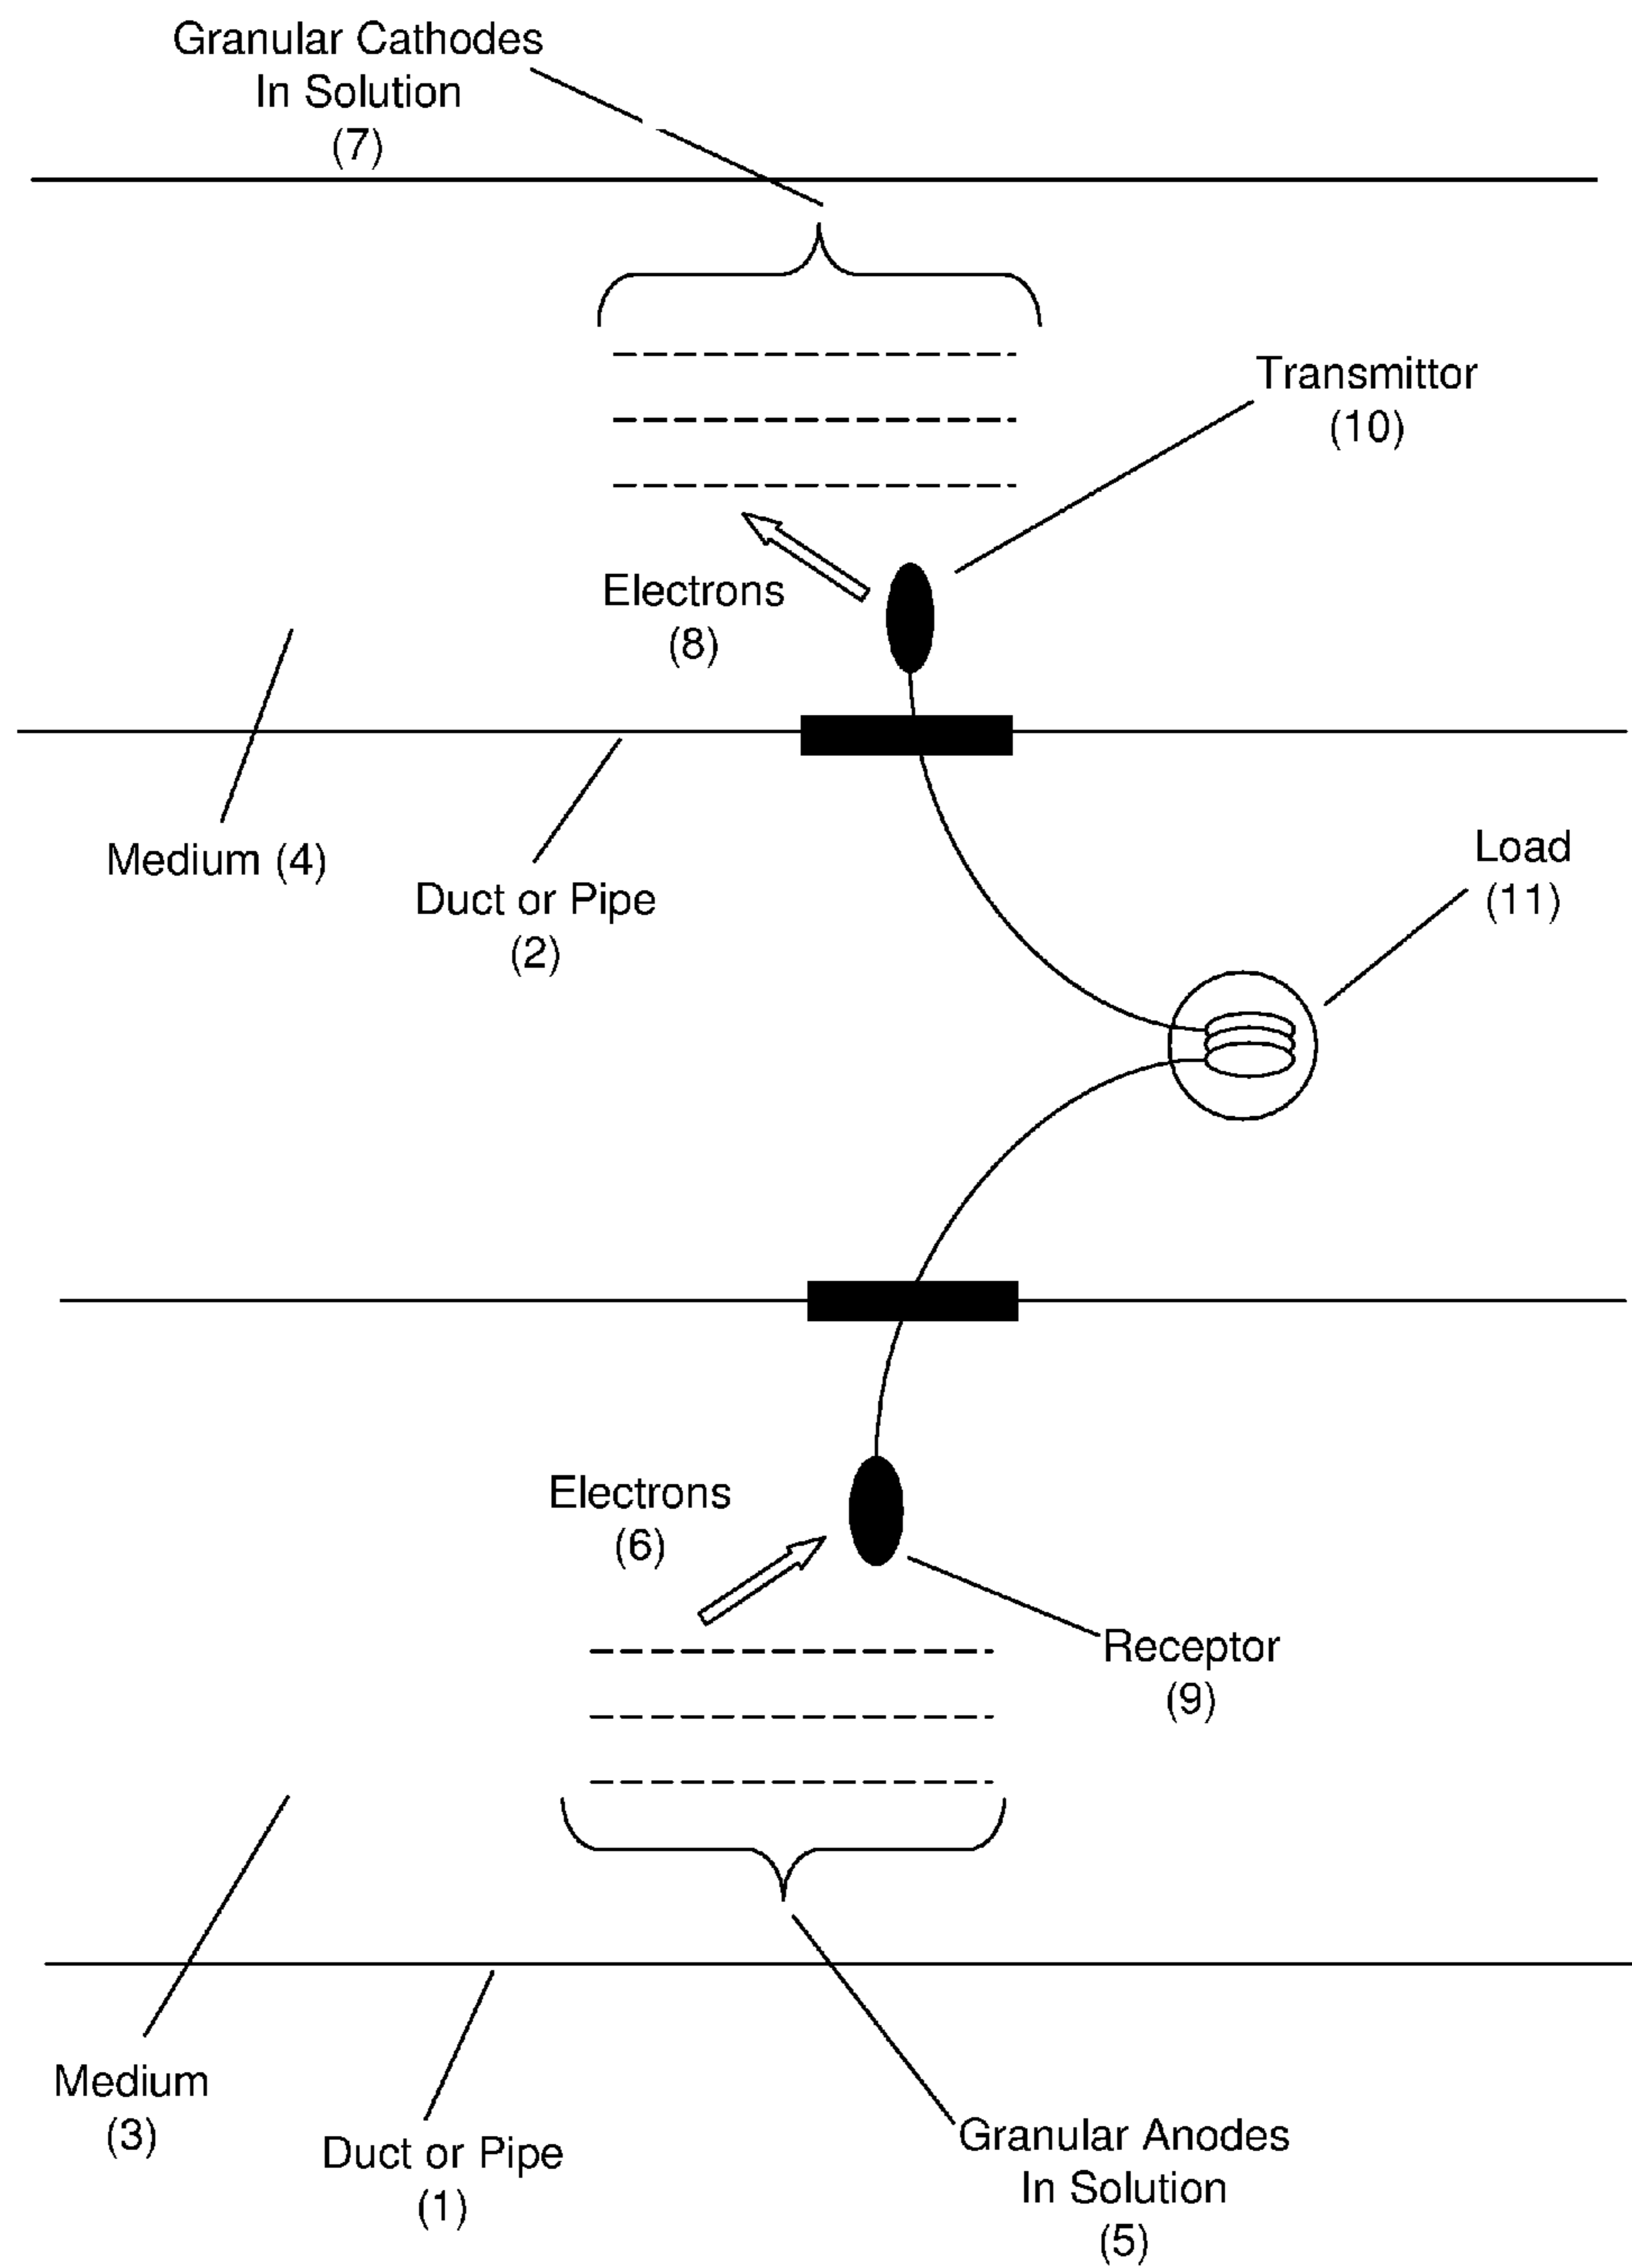 Granular Cathodes
In Solution
(7)
Transmittor
(10)
Electrons
(8)
Medium (4)
Duct or Pipe
(2)
Load
(11)
Electrons
(6)
Receptor
(9)
Medium
(3)
Duct or Pipe
(1)
Granular Anodes
In Solution
(5)